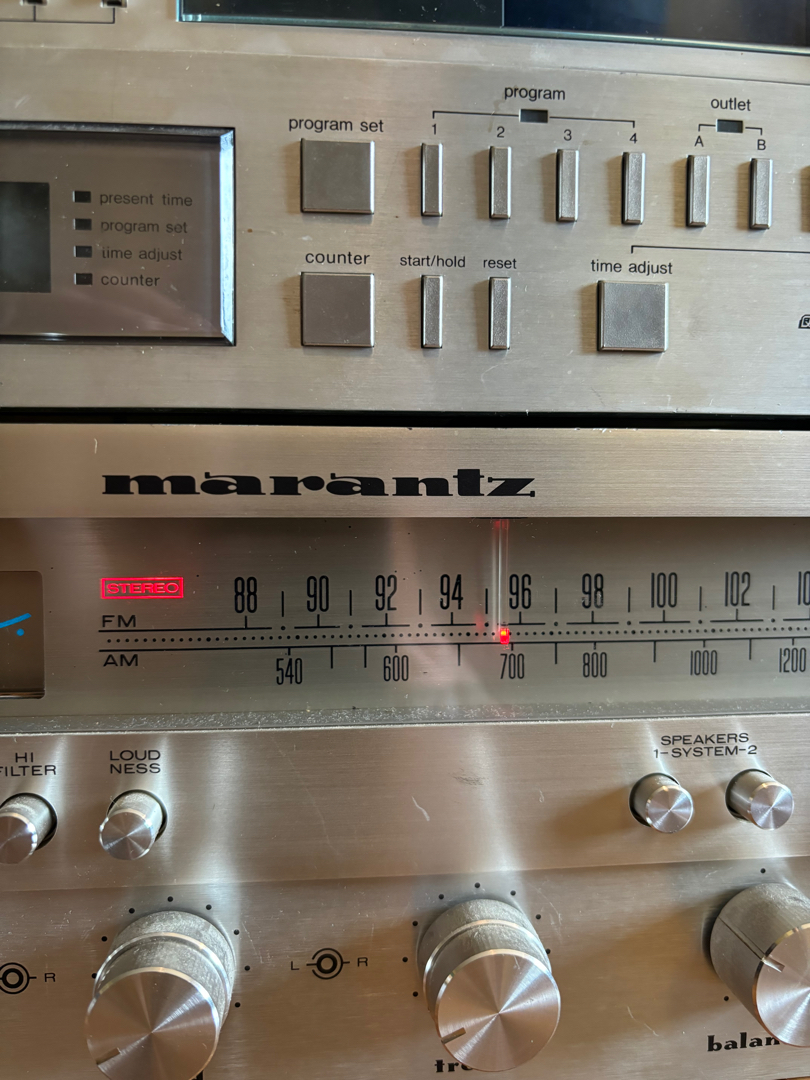 program
outlet
program set
1 2 3 4
A B
present time
program set
time adjust
counter
counter
start/hold
reset
time adjust
marantz
STEREO
88 90 92 94 96 98 100 102
FM
AM
540 600 700 800 1000 1200
HI
FILTER
LOUD
NESS
SPEAKERS
1-SYSTEM-2
R
L R